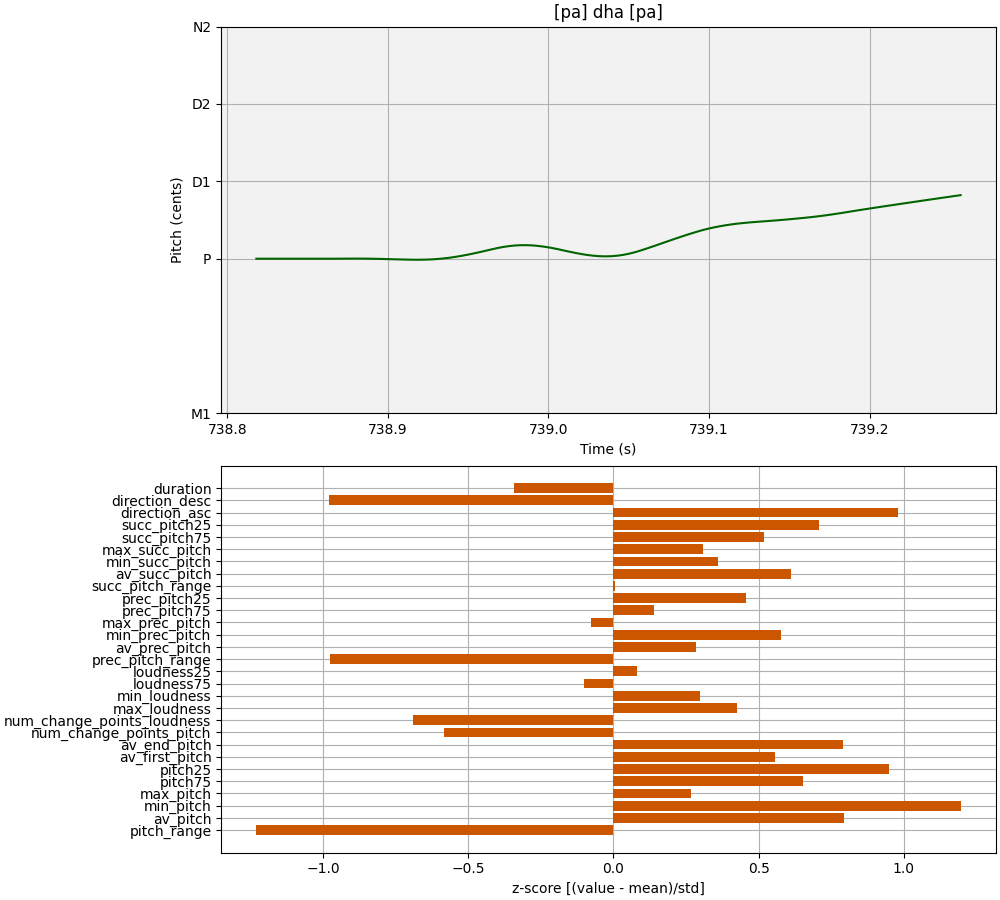 [pa] dha [pa]
N2
D2
D1
P
M1
Pitch (cents)
738.8 738.9 739.0 739.1 739.2
Time (s)
duration
direction_desc
direction_asc
succ_pitch25
succ_pitch75
max_succ_pitch
min_succ_pitch
av_succ_pitch
succ_pitch_range
prec_pitch25
prec_pitch75
max_prec_pitch
min_prec_pitch
av_prec_pitch
prec_pitch_range
loudness25
loudness75
min_loudness
max_loudness
num_change_points_loudness
num_change_points_pitch
av_end_pitch
av_first_pitch
pitch25
pitch75
max_pitch
min_pitch
av_pitch
pitch_range
−1.0 −0.5 0.0 0.5 1.0
z-score [(value - mean)/std]